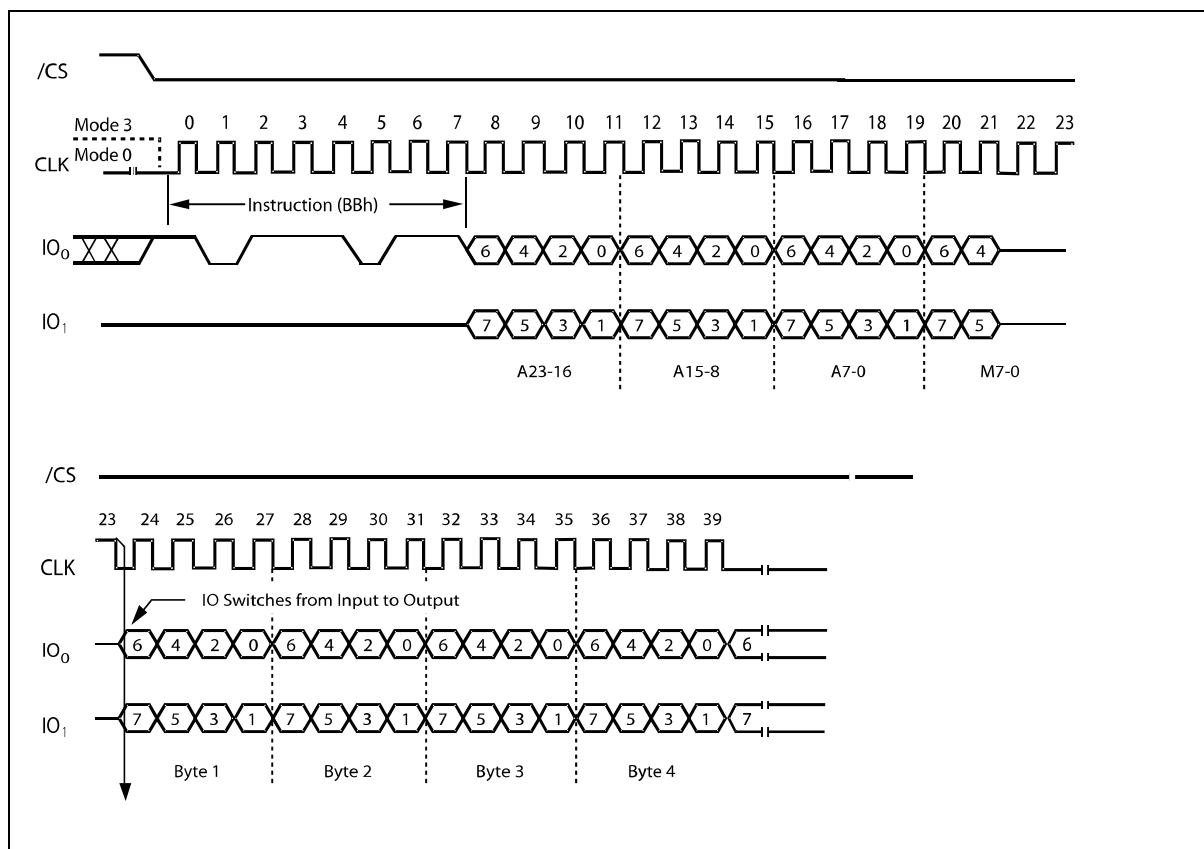 /CS
0 1 2 3 4 5 6 7 8 9 10 11 12 13 14 15 16 17 18 19 20 21 22 23
Mode 3
Mode 0
CLK
Instruction (BBh)
IO0
6 4 2 0 6 4 2 0 6 4 2 0 6 4
IO1
7 5 3 1 7 5 3 1 7 5 3 1 7 5
A23-16 A15-8 A7-0 M7-0
/CS
23 24 25 26 27 28 29 30 31 32 33 34 35 36 37 38 39
CLK
IO Switches from Input to Output
IO0
6 4 2 0 6 4 2 0 6 4 2 0 6 4 2 0 6
IO1
7 5 3 1 7 5 3 1 7 5 3 1 7 5 3 1 7
Byte 1 Byte 2 Byte 3 Byte 4